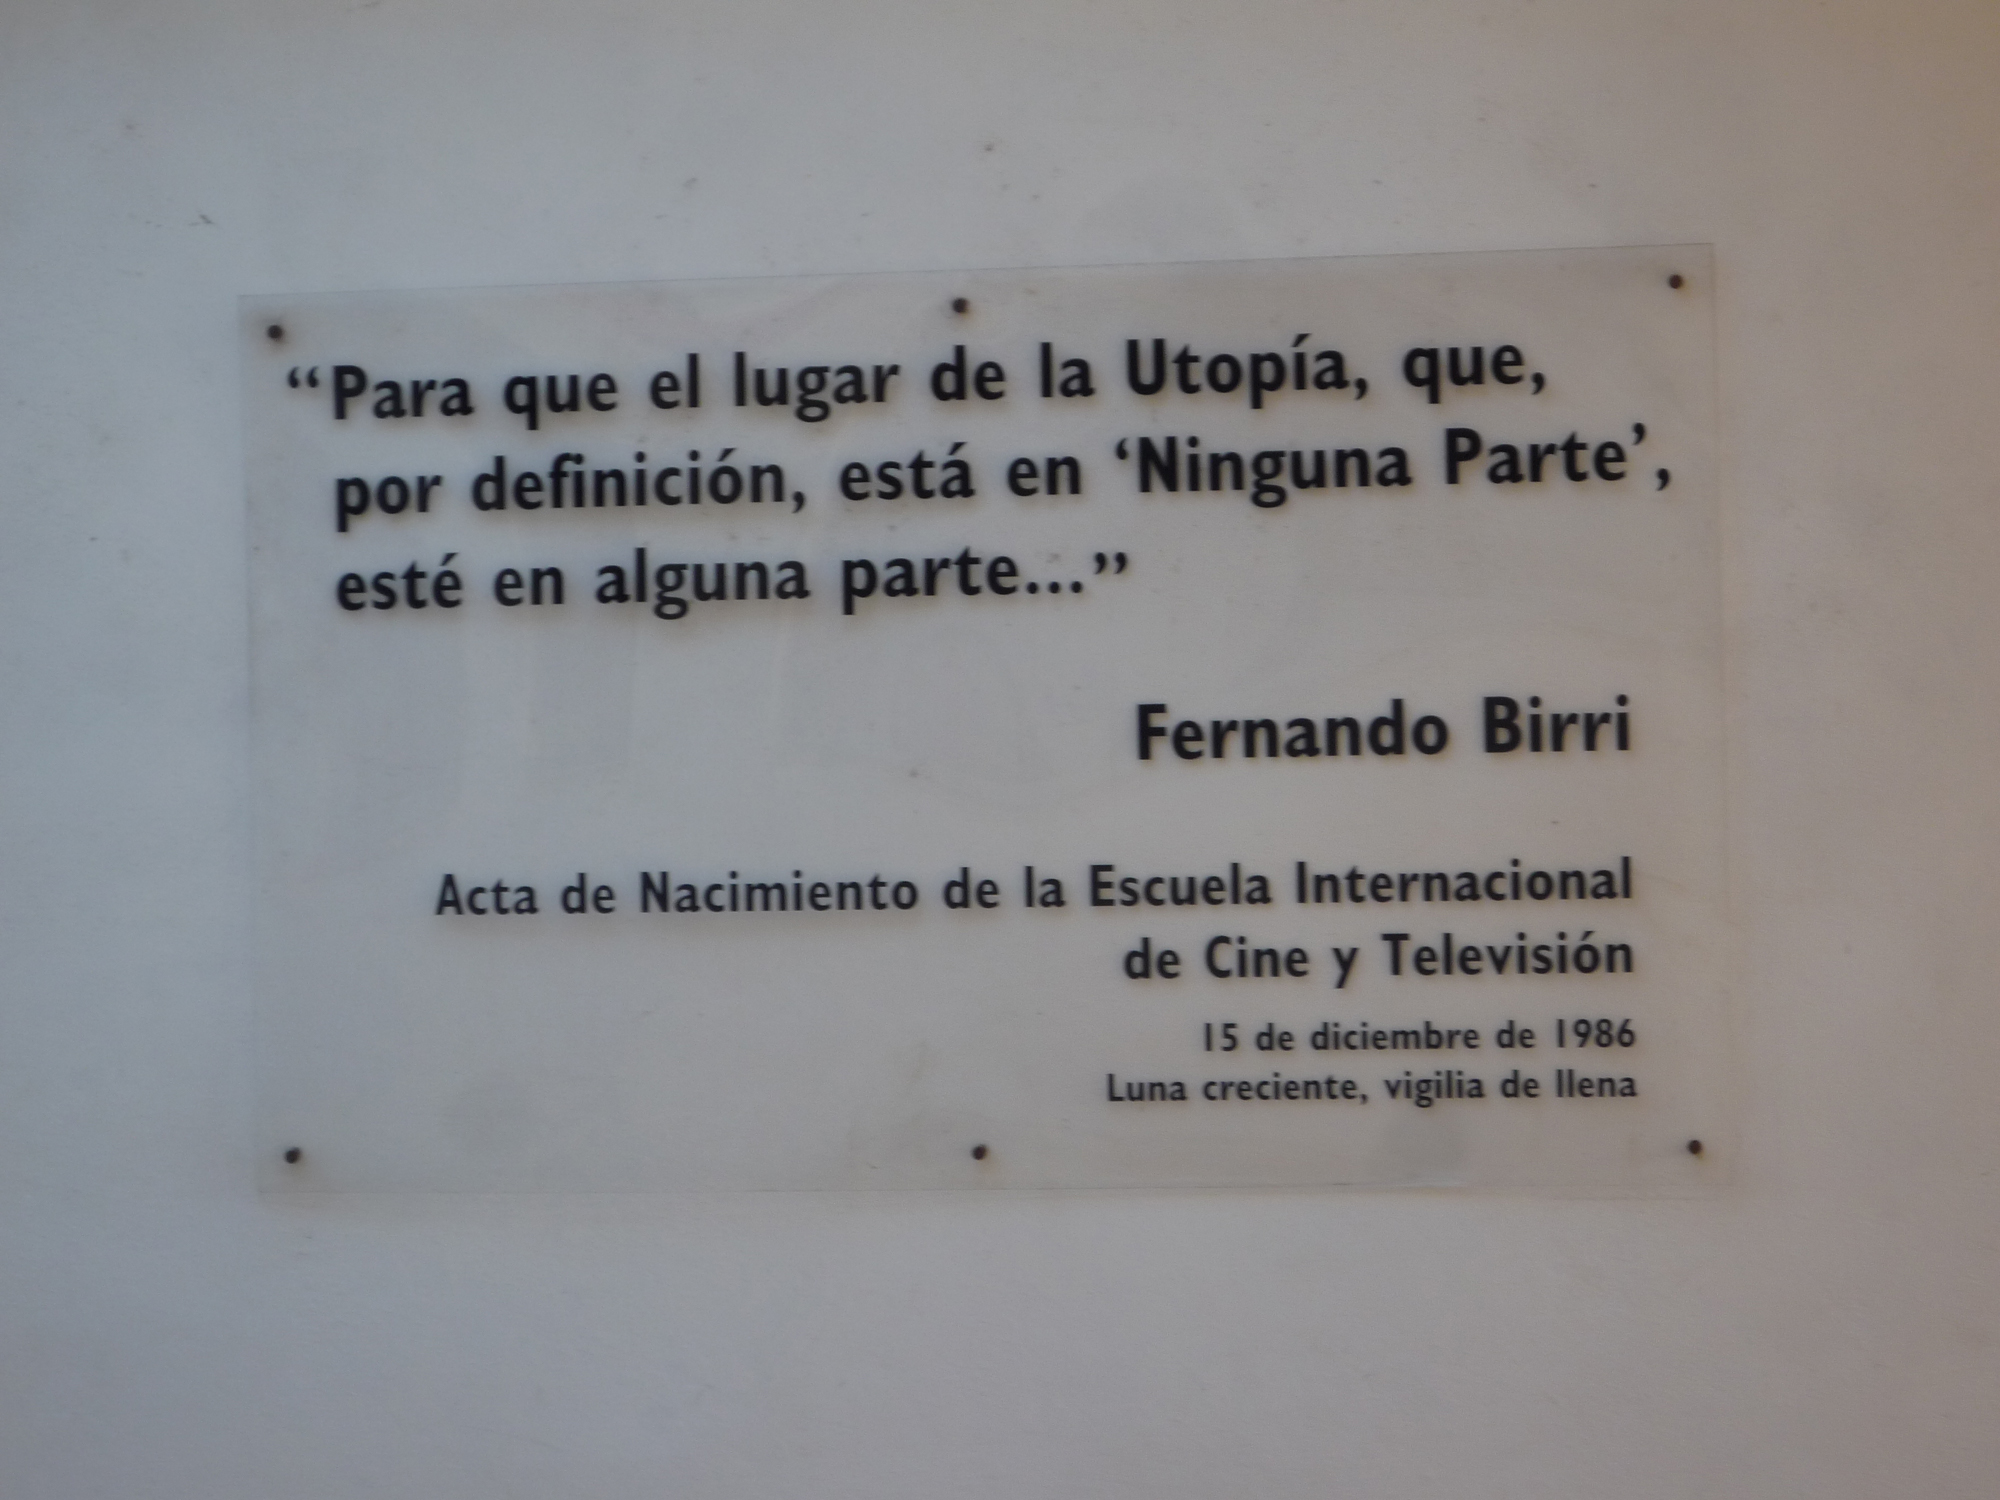 “Para que el lugar de la Utopía, que,
por definición, está en ‘Ninguna Parte’,
esté en alguna parte...”
Fernando Birri
Acta de Nacimiento de la Escuela Internacional
de Cine y Televisión
15 de diciembre de 1986
Luna creciente, vigilia de llena